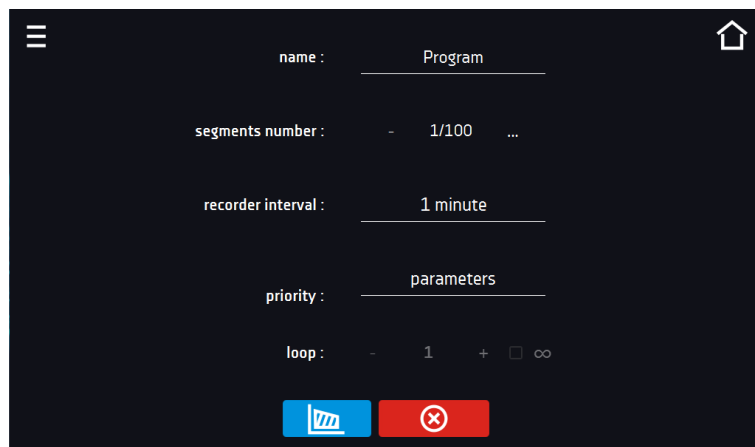 name : Program
segments number : - 1/100 ...
recorder interval : 1 minute
priority : parameters
loop : - 1 + ∞